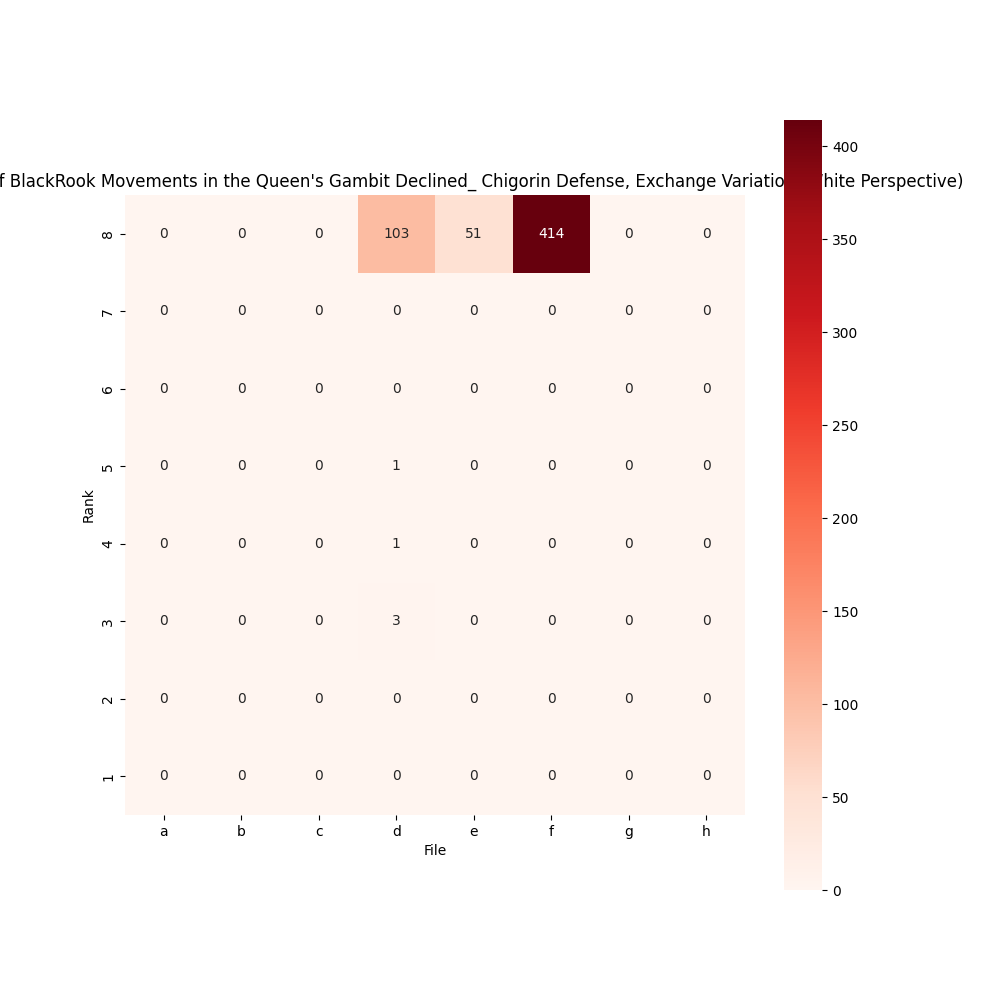 f BlackRook Movements in the Queen's Gambit Declined_ Chigorin Defense, Exchange Variatio hite Perspective)
8 0 0 0 103 51 414 0 0
7 0 0 0 0 0 0 0 0
6 0 0 0 0 0 0 0 0
5 0 0 0 1 0 0 0 0
4 0 0 0 1 0 0 0 0
3 0 0 0 3 0 0 0 0
2 0 0 0 0 0 0 0 0
1 0 0 0 0 0 0 0 0
a b c d e f g h
File
Rank
400
350
300
250
200
150
100
50
0